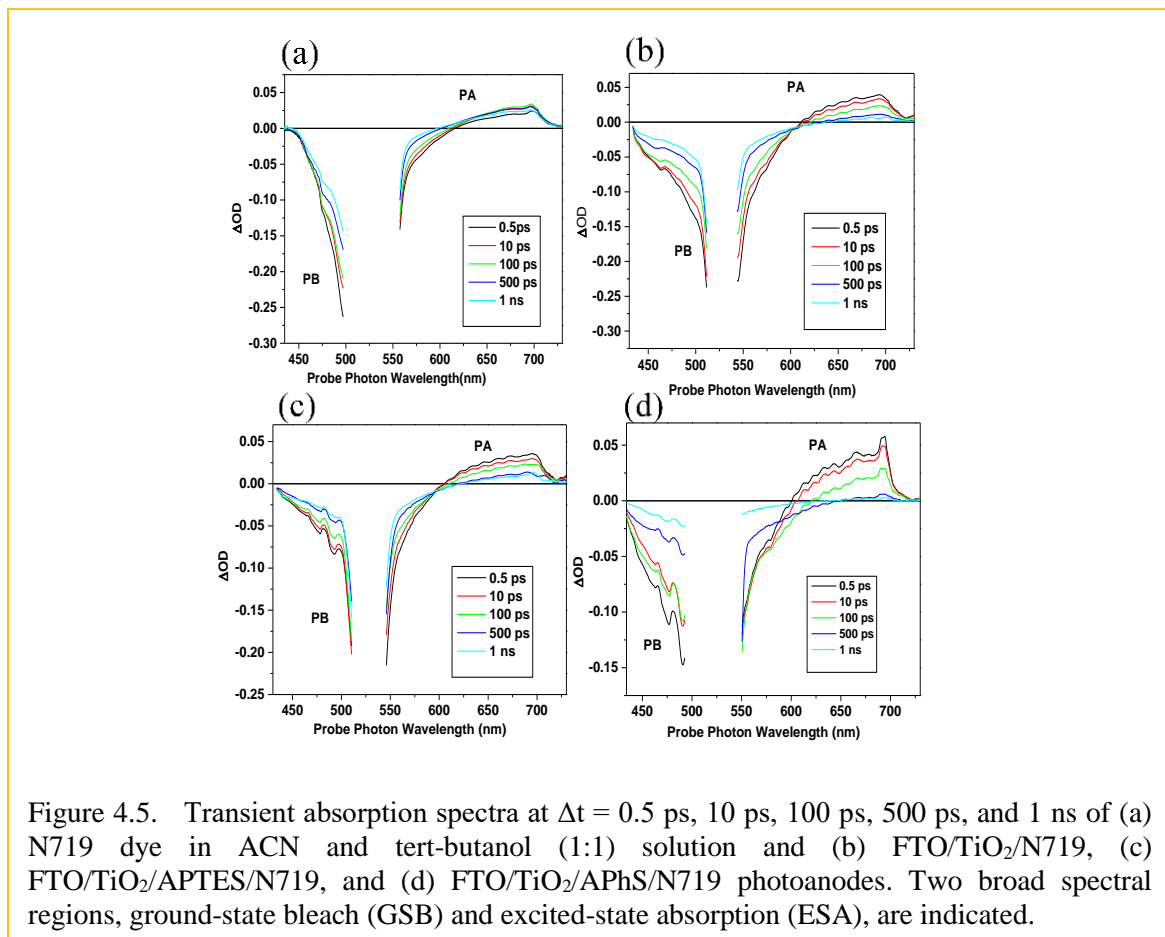 (a)
PA
0.05
0.00
-0.05
-0.10
-0.15
-0.20
-0.25
-0.30
ΔOD
PB
0.5ps
10 ps
100 ps
500 ps
1 ns
450 500 550 600 650 700
Probe Photon Wavelength(nm)
(b)
PA
0.05
0.00
-0.05
-0.10
-0.15
-0.20
-0.25
-0.30
ΔOD
PB
0.5 ps
10 ps
100 ps
500 ps
1 ns
450 500 550 600 650 700
Probe Photon Wavelength (nm)
(c)
PA
0.05
0.00
-0.05
-0.10
-0.15
-0.20
-0.25
ΔOD
PB
0.5 ps
10 ps
100 ps
500 ps
1 ns
450 500 550 600 650 700
Probe Photon Wavelength (nm)
(d)
PA
0.05
0.00
-0.05
-0.10
-0.15
ΔOD
PB
0.5 ps
10 ps
100 ps
500 ps
1 ns
450 500 550 600 650 700
Probe Photon Wavelength (nm)
Figure 4.5. Transient absorption spectra at Δt = 0.5 ps, 10 ps, 100 ps, 500 ps, and 1 ns of (a)
N719 dye in ACN and tert-butanol (1:1) solution and (b) FTO/TiO₂/N719, (c)
FTO/TiO₂/APTES/N719, and (d) FTO/TiO₂/APhS/N719 photoanodes. Two broad spectral
regions, ground-state bleach (GSB) and excited-state absorption (ESA), are indicated.